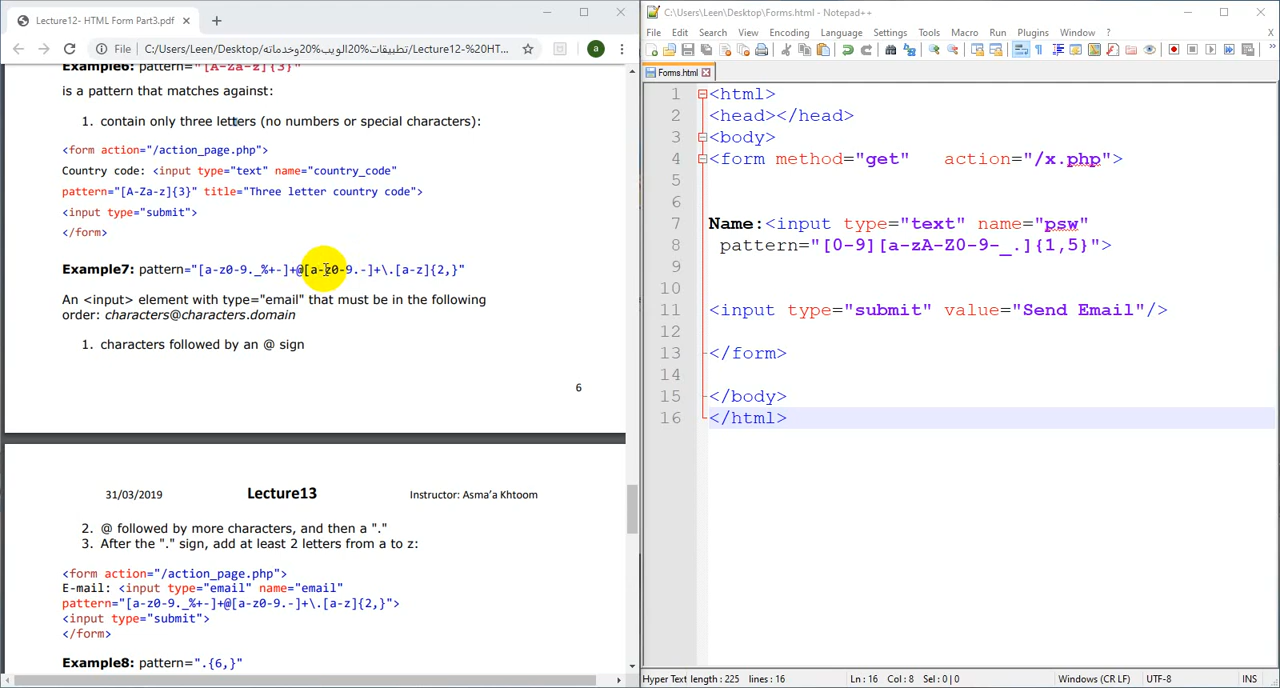 Lecture12- HTML Form Part3.pdf
File
C:/Users/Leen/Desktop/تطبيقات%20الويب%20وخدماته/Lecture12-%20HT...
a
Example6: pattern="[A-Za-z]{3}"
is a pattern that matches against:
1. contain only three letters (no numbers or special characters):
<form action="/action_page.php">
Country code: <input type="text" name="country_code"
pattern="[A-Za-z]{3}" title="Three letter country code">
<input type="submit">
</form>
Example7: pattern="[a-z0-9._%+-]+@[a-z0-9.-]+\.[a-z]{2,}"
An <input> element with type="email" that must be in the following
order: characters@characters.domain
1. characters followed by an @ sign
6
31/03/2019 Lecture13 Instructor: Asma'a Khtoom
2. @ followed by more characters, and then a "."
3. After the "." sign, add at least 2 letters from a to z:
<form action="/action_page.php">
E-mail: <input type="email" name="email"
pattern="[a-z0-9._%+-]+@[a-z0-9.-]+\.[a-z]{2,}">
<input type="submit">
</form>
Example8: pattern=".{6,}"
C:\Users\Leen\Desktop\Forms.html - Notepad++
File Edit Search View Encoding Language Settings Tools Macro Run Plugins Window ?
Forms.html
1 <html>
2 <head></head>
3 <body>
4 <form method="get"   action="/x.php">
5
6
7 Name:<input type="text" name="psw"
8  pattern="[0-9][a-zA-Z0-9-_.]{1,5}">
9
10
11 <input type="submit" value="Send Email"/>
12
13 </form>
14
15 </body>
16 </html>
Hyper Text length : 225 lines : 16 Ln : 16 Col : 8 Sel : 0 | 0 Windows (CR LF) UTF-8 INS